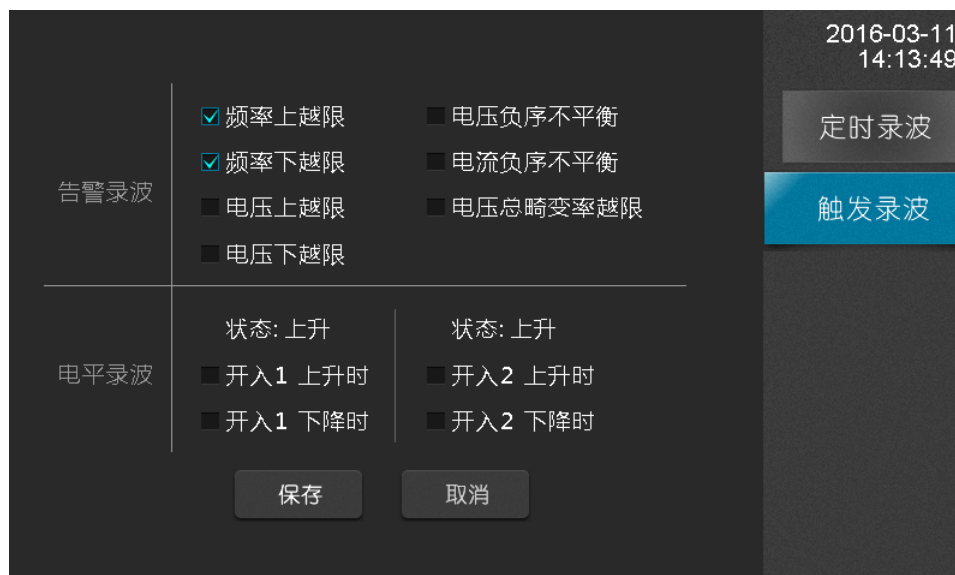 2016-03-11
14:13:49
定时录波
触发录波
告警录波
频率上越限
电压负序不平衡
频率下越限
电流负序不平衡
电压上越限
电压总畸变率越限
电压下越限
电平录波
状态: 上升
状态: 上升
开入1 上升时
开入2 上升时
开入1 下降时
开入2 下降时
保存
取消